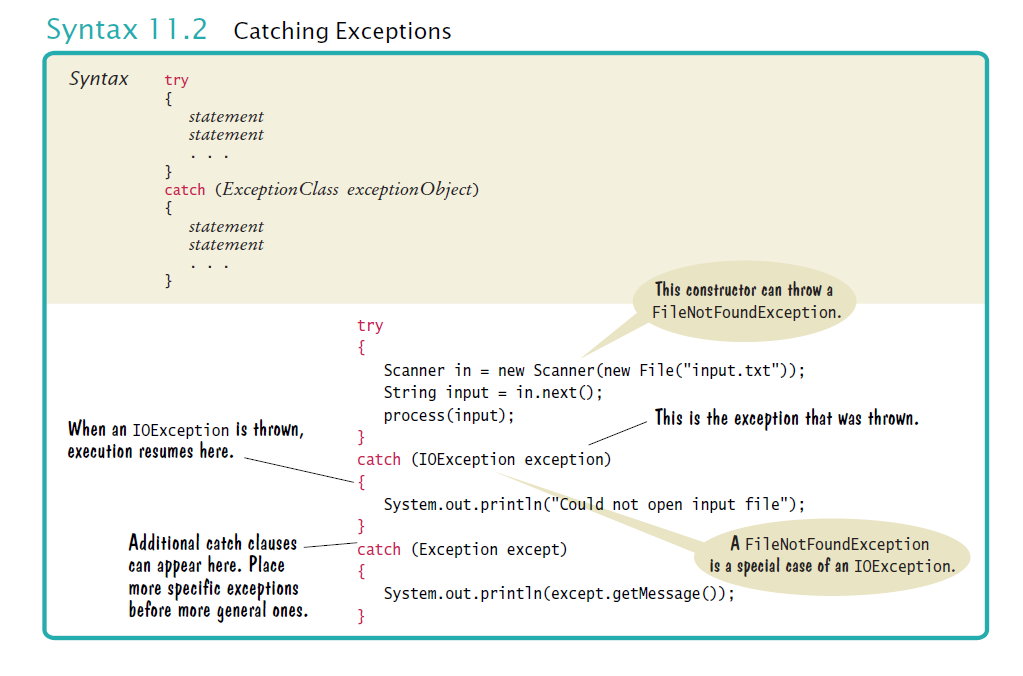 Syntax 11.2 Catching Exceptions
Syntax
try
{
statement
statement
. . .
}
catch (ExceptionClass exceptionObject)
{
statement
statement
. . .
}
This constructor can throw a
FileNotFoundException.
try
{
Scanner in = new Scanner(new File("input.txt"));
String input = in.next();
process(input);
}
This is the exception that was thrown.
When an IOException is thrown,
execution resumes here.
catch (IOException exception)
{
System.out.println("Could not open input file");
}
A FileNotFoundException
is a special case of an IOException.
Additional catch clauses
can appear here. Place
more specific exceptions
before more general ones.
catch (Exception except)
{
System.out.println(except.getMessage());
}